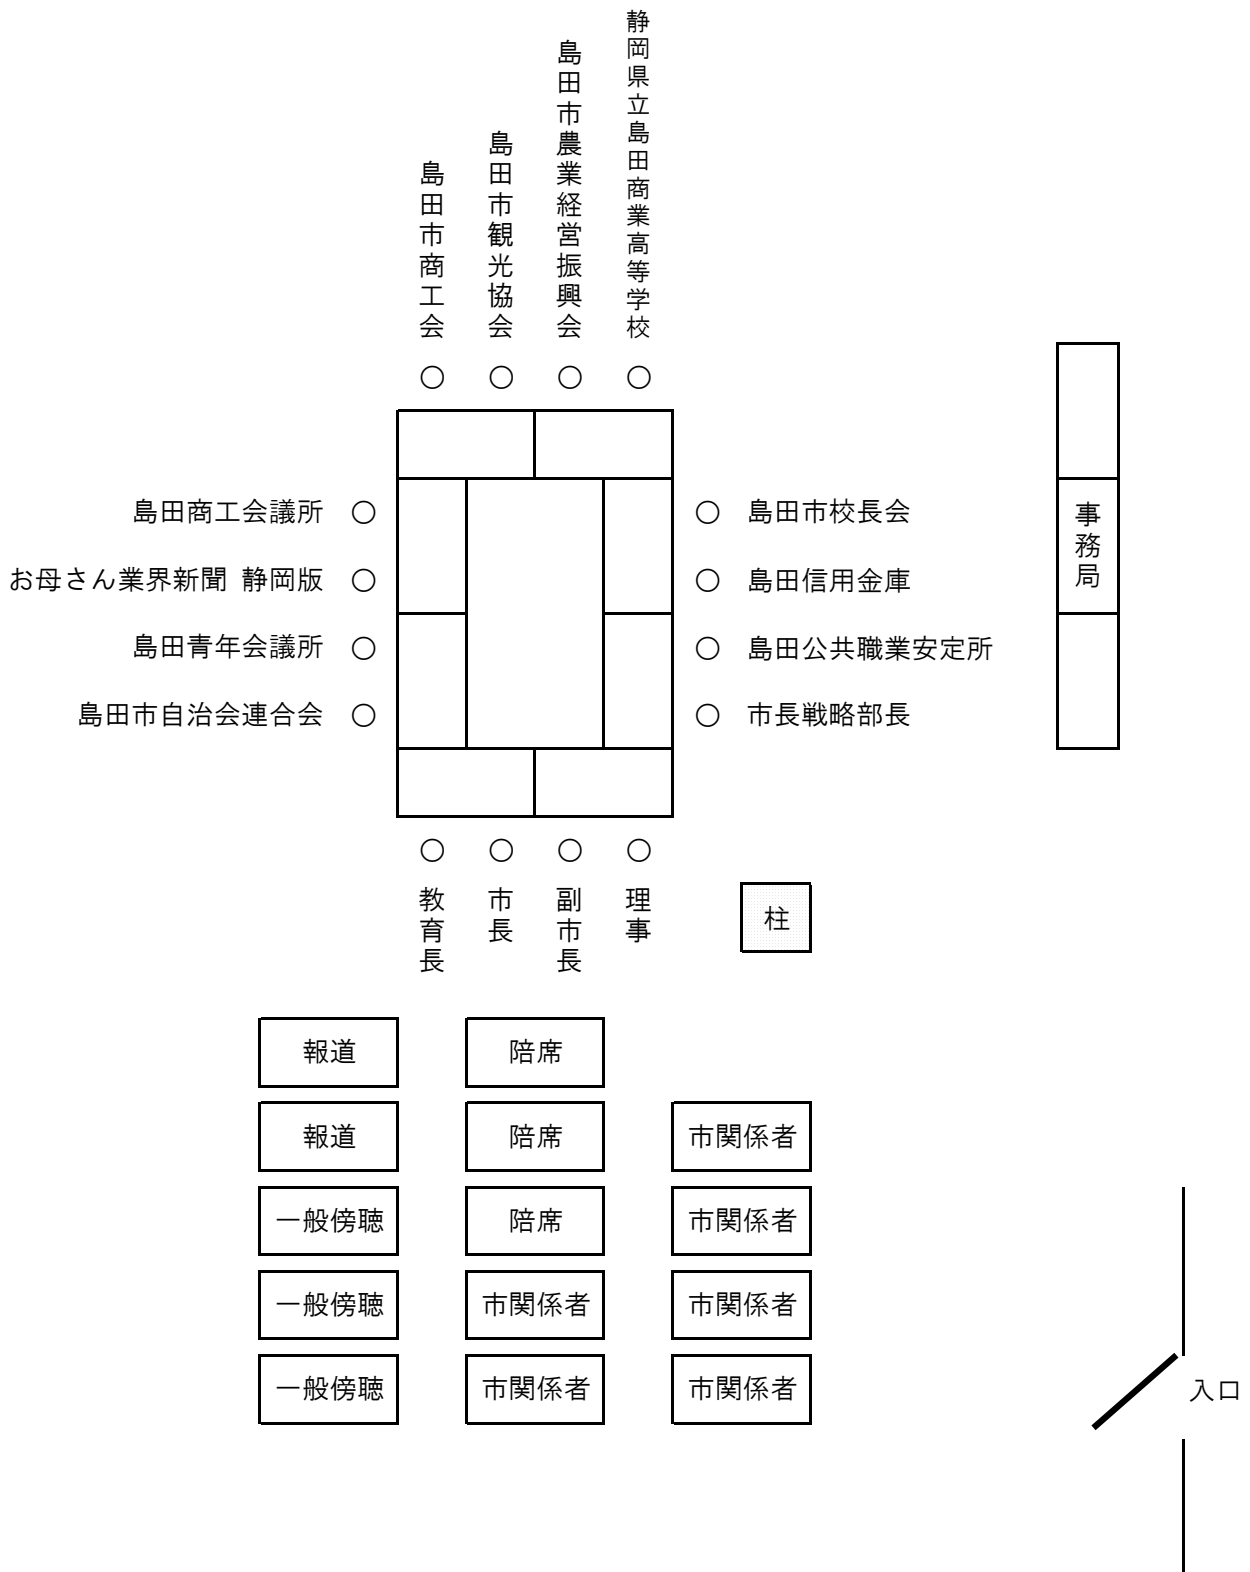 島田市商工会
島田市観光協会
島田市農業経営振興会
静岡県立島田商業高等学校
○ ○ ○ ○
島田商工会議所 ○
お母さん業界新聞 静岡版 ○
島田青年会議所 ○
島田市自治会連合会 ○
○ 島田市校長会
○ 島田信用金庫
○ 島田公共職業安定所
○ 市長戦略部長
事務局
○ ○ ○ ○
教育長
市長
副市長
理事
柱
報道 陪席
報道 陪席 市関係者
一般傍聴 陪席 市関係者
一般傍聴 市関係者 市関係者
一般傍聴 市関係者 市関係者
入口